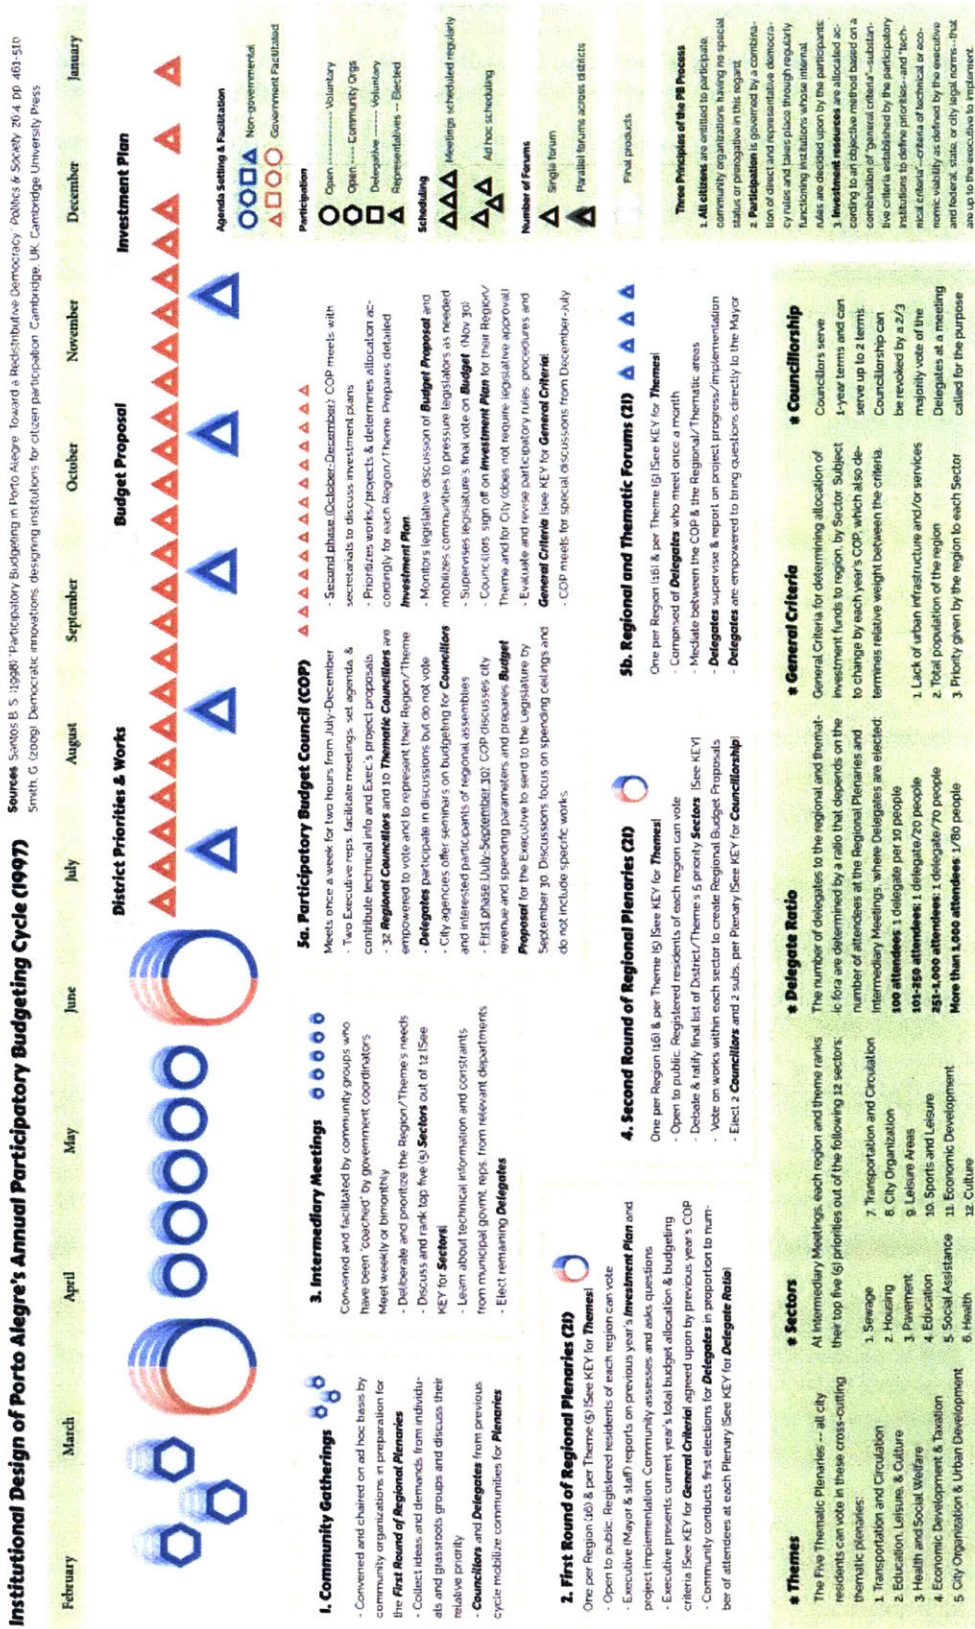 Institutional Design of Porto Alegre's Annual Participatory Budgeting Cycle (1997)
Sources Santos B. S. (1998) "Participatory Budgeting in Porto Alegre: Toward a Redistributive Democracy" Politics & Society 26:4 pp 461-510
Smith, G (2009) Democratic innovations: designing institutions for citizen participation. Cambridge, UK. Cambridge University Press
February
March
April
May
June
July
August
September
October
November
December
January
District Priorities & Works
Budget Proposal
Investment Plan
Agenda Setting & Facilitation
Non-governmental
Government Facilitated
Participation
Open ---------- Voluntary
Open ---- Community Orgs
Delegative ------- Voluntary
Representatives -- Elected
Scheduling
Meetings scheduled regularly
Ad hoc scheduling
Number of Forums
Single forum
Parallel forums across districts
Final products
Three Principles of the PB Process
1. All citizens are entitled to participate,
community organizations having no special
status or prerogative in this regard;
2. Participation is governed by a combina-
tion of direct and representative democra-
cy rules and takes place through regularly
functioning institutions whose internal
rules are decided upon by the participants;
3. Investment resources are allocated ac-
cording to an objective method based on a
combination of "general criteria"--substan-
tive criteria established by the participatory
institutions to define priorities--and "tech-
nical criteria"--criteria of technical or eco-
nomic viability as defined by the executive
and federal, state, or city legal norms--that
are up to the executive to implement.
1. Community Gatherings
- Convened and chaired on ad hoc basis by
community organizations in preparation for
the First Round of Regional Plenaries
- Collect ideas and demands from individu-
als and grassroots groups and discuss their
relative priority
- Councillors and Delegates from previous
cycle mobilize communities for Plenaries
2. First Round of Regional Plenaries (21)
One per Region (16) & per Theme (5) [See KEY for Themes]
- Open to public. Registered residents of each region can vote
- Executive (Mayor & staff) reports on previous year's Investment Plan and
project implementation. Community assesses and asks questions
- Executive presents current year's total budget allocation & budgeting
criteria [See KEY for General Criteria] agreed upon by previous year's COP
- Community conducts first elections for Delegates in proportion to num-
ber of attendees at each Plenary [See KEY for Delegate Ratio]
3. Intermediary Meetings
Convened and facilitated by community groups who
have been 'coached' by government coordinators
Meet weekly or bimonthly
- Deliberate and prioritize the Region/Theme's needs
- Discuss and rank top five (5) Sectors out of 12 [See
KEY for Sectors]
- Learn about technical information and constraints
from municipal govmt. reps. from relevant departments
- Elect remaining Delegates
4. Second Round of Regional Plenaries (21)
One per Region (16) & per Theme (5) [See KEY for Themes]
- Open to public. Registered residents of each region can vote
- Debate & ratify final list of District/Theme's 5 priority Sectors [See KEY]
- Vote on works within each sector to create Regional Budget Proposals
- Elect 2 Councillors and 2 subs. per Plenary [See KEY for Councillorship]
5a. Participatory Budget Council (COP)
Meets once a week for two hours from July-December
- Two Executive reps. facilitate meetings, set agenda, &
contribute technical info and Exec.'s project proposals
- 32 Regional Councillors and 10 Thematic Councillors are
empowered to vote and to represent their Region/Theme
- Delegates participate in discussions but do not vote
- City agencies offer seminars on budgeting for Councillors
and interested participants of regional assemblies
- First phase (July-September 30): COP discusses city
revenue and spending parameters and prepares Budget
Proposal for the Executive to send to the Legislature by
September 30. Discussions focus on spending ceilings and
do not include specific works.
- Second phase (October-December): COP meets with
secretariats to discuss investment plans
- Prioritizes works/projects & determines allocation ac-
cordingly for each Region/Theme. Prepares detailed
Investment Plan.
- Monitors legislative discussion of Budget Proposal and
mobilizes communities to pressure legislators as needed
- Supervises legislature's final vote on Budget (Nov 30)
- Councillors sign off on Investment Plan for their Region/
Theme and for City (does not require legislative approval)
- Evaluate and revise participatory rules, procedures and
General Criteria [see KEY for General Criteria]
- COP meets for special discussions from December-July
5b. Regional and Thematic Forums (21)
One per Region (16) & per Theme (5) [See KEY for Themes]
- Comprised of Delegates who meet once a month
- Mediate between the COP & the Regional/Thematic areas
- Delegates supervise & report on project progress/implementation
- Delegates are empowered to bring questions directly to the Mayor
* Themes
The Five Thematic Plenaries -- all city
residents can vote in these cross-cutting
thematic plenaries:
1. Transportation and Circulation
2. Education, Leisure, & Culture
3. Health and Social Welfare
4. Economic Development & Taxation
5. City Organization & Urban Development
* Sectors
At Intermediary Meetings, each region and theme ranks
their top five (5) priorities out of the following 12 sectors:
1. Sewage
2. Housing
3. Pavement
4. Education
5. Social Assistance
6. Health
7. Transportation and Circulation
8. City Organization
9. Leisure Areas
10. Sports and Leisure
11. Economic Development
12. Culture
* Delegate Ratio
The number of delegates to the regional and themat-
ic fora are determined by a ratio that depends on the
number of attendees at the Regional Plenaries and
Intermediary Meetings, where Delegates are elected:
100 attendees: 1 delegate per 10 people
101-250 attendees: 1 delegate/20 people
251-1,000 attendees: 1 delegate/70 people
More than 1,000 attendees: 1/80 people
* General Criteria
General Criteria for determining allocation of
investment funds to region, by Sector. Subject
to change by each year's COP, which also de-
termines relative weight between the criteria.
1. Lack of urban infrastructure and/or services
2. Total population of the region
3. Priority given by the region to each Sector
* Councillorship
Councillors serve
1-year terms and can
serve up to 2 terms.
Councillorship can
be revoked by a 2/3
majority vote of the
Delegates at a meeting
called for the purpose